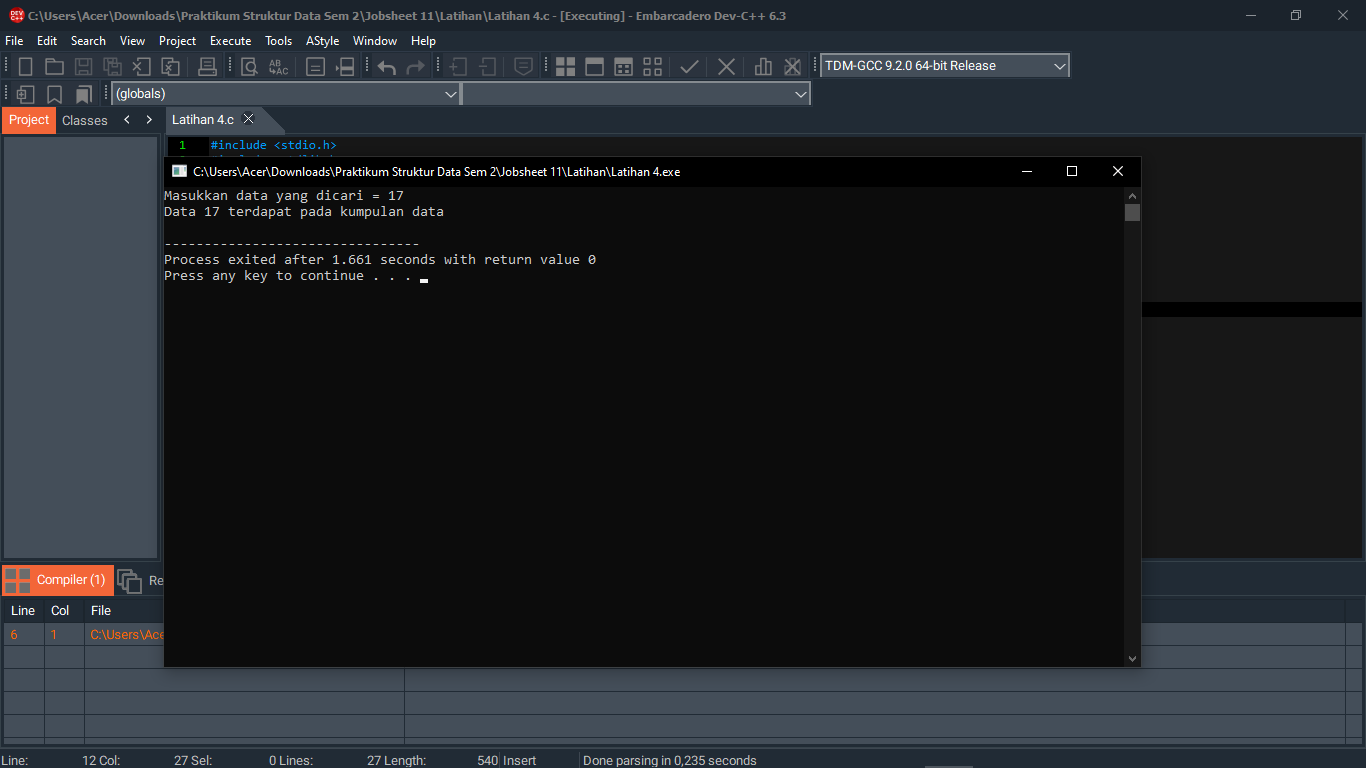 C:\Users\Acer\Downloads\Praktikum Struktur Data Sem 2\Jobsheet 11\Latihan\Latihan 4.c - [Executing] - Embarcadero Dev-C++ 6.3
File Edit Search View Project Execute Tools AStyle Window Help
TDM-GCC 9.2.0 64-bit Release
(globals)
Project Classes Latihan 4.c
1 #include <stdio.h>
C:\Users\Acer\Downloads\Praktikum Struktur Data Sem 2\Jobsheet 11\Latihan\Latihan 4.exe
Masukkan data yang dicari = 17
Data 17 terdapat pada kumpulan data
--------------------------------
Process exited after 1.661 seconds with return value 0
Press any key to continue . . .
Compiler (1) Re
Line Col File
6 1 C:\Users\Ace
Line: 12 Col: 27 Sel: 0 Lines: 27 Length: 540 Insert Done parsing in 0,235 seconds